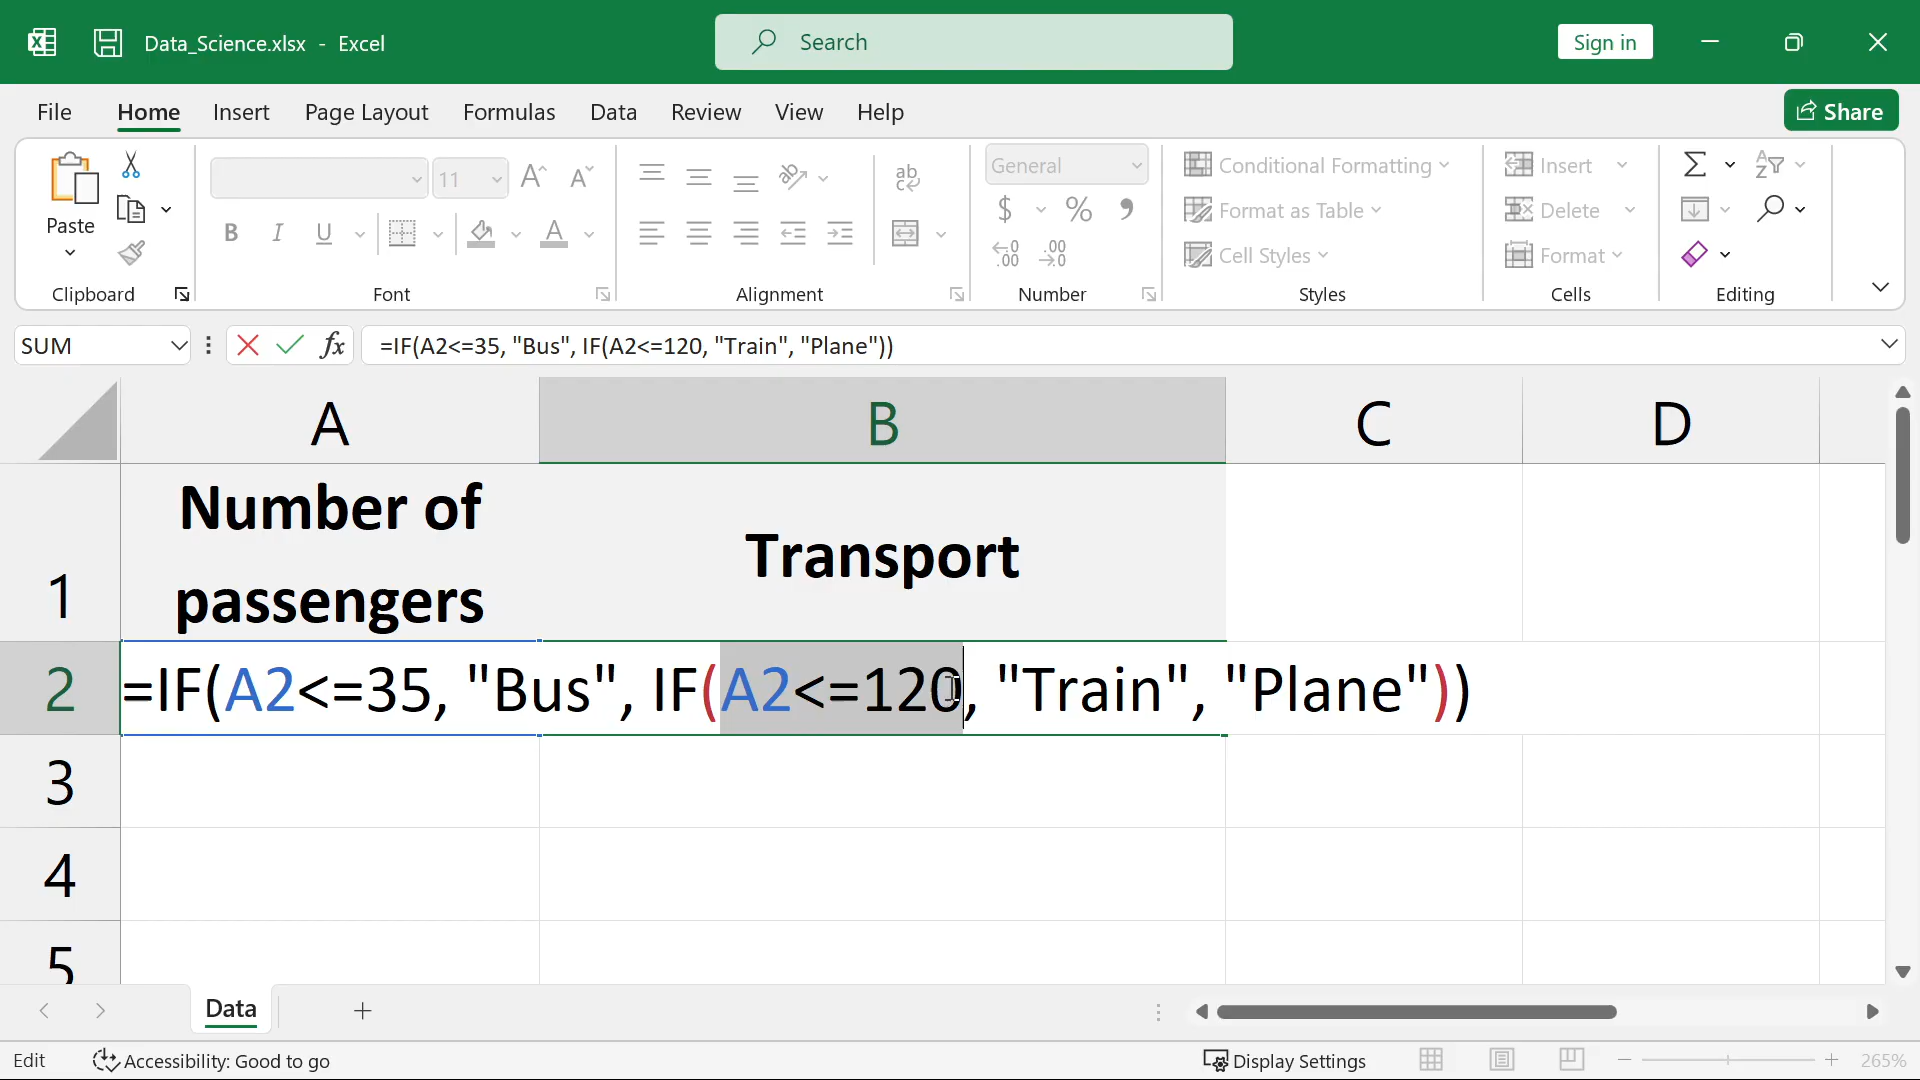 Data_Science.xlsx - Excel
Search
Sign in
File Home Insert Page Layout Formulas Data Review View Help
Share
Paste
11
General
Conditional Formatting
Insert
B I U
$ % ,
Format as Table
Delete
Cell Styles
Format
Clipboard Font Alignment Number Styles Cells Editing
SUM
fx
=IF(A2<=35, "Bus", IF(A2<=120, "Train", "Plane"))
A B C D
1
Number of
passengers
Transport
2
=IF(A2<=35, "Bus", IF(A2<=120, "Train", "Plane"))
3
4
5
Data
Edit
Accessibility: Good to go
Display Settings
265%